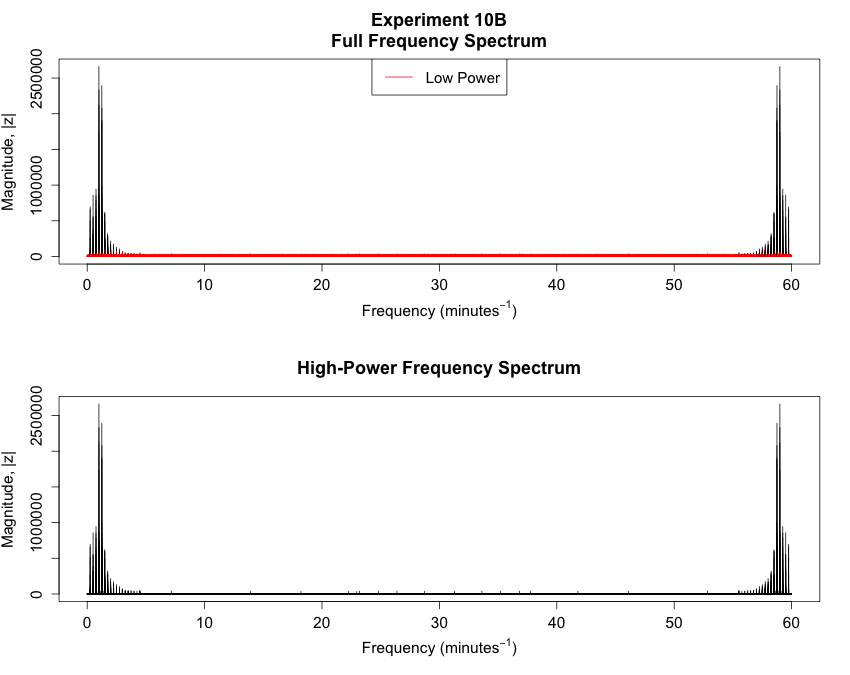 Experiment 10B
Full Frequency Spectrum
Low Power
Magnitude, |z|
0 1000000 2500000
0 10 20 30 40 50 60
Frequency (minutes⁻¹)
High-Power Frequency Spectrum
Magnitude, |z|
0 1000000 2500000
0 10 20 30 40 50 60
Frequency (minutes⁻¹)